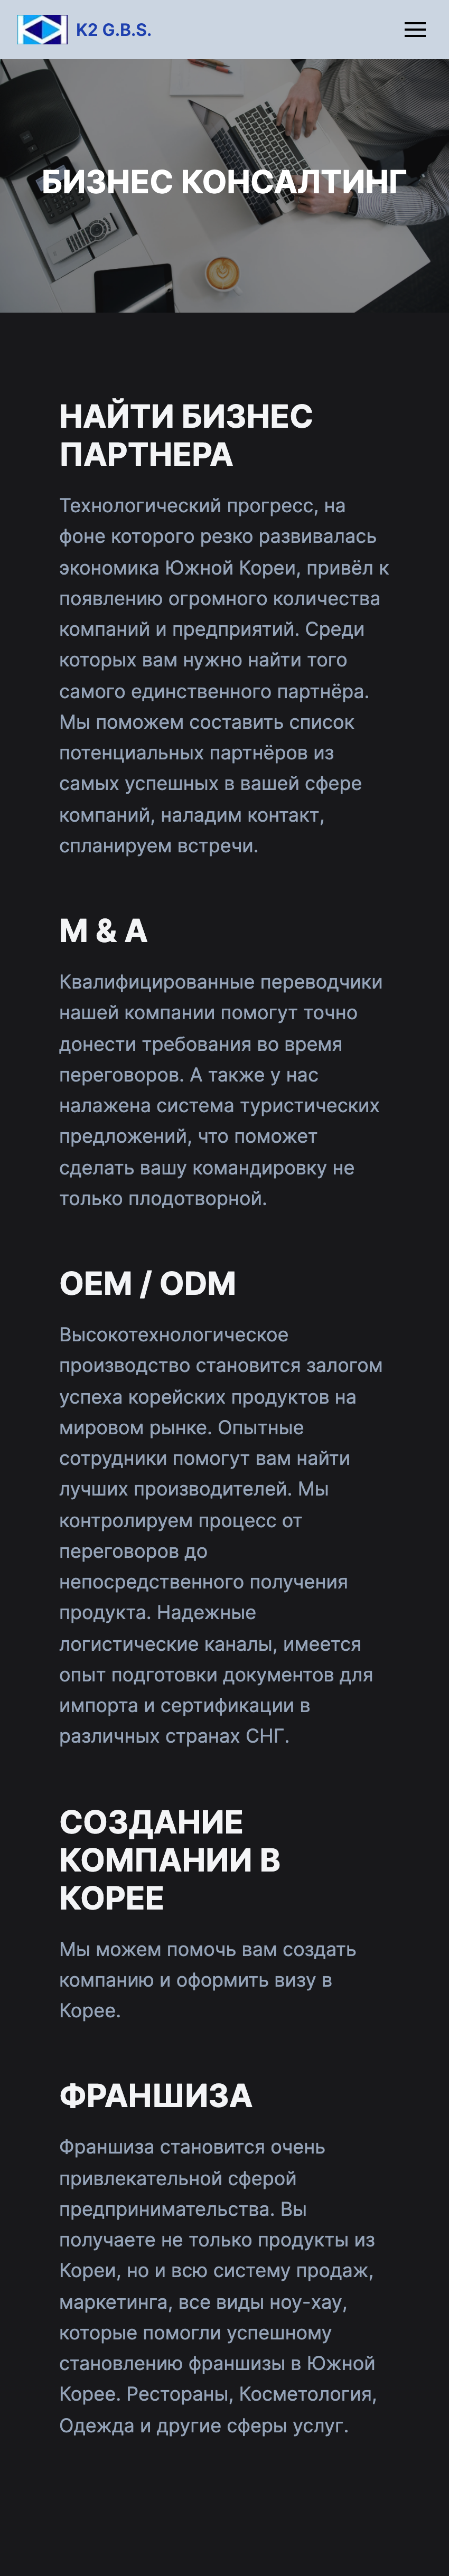 K2 G.B.S.
БИЗНЕС КОНСАЛТИНГ
НАЙТИ БИЗНЕС
ПАРТНЕРА
Технологический прогресс, на
фоне которого резко развивалась
экономика Южной Кореи, привёл к
появлению огромного количества
компаний и предприятий. Среди
которых вам нужно найти того
самого единственного партнёра.
Мы поможем составить список
потенциальных партнёров из
самых успешных в вашей сфере
компаний, наладим контакт,
спланируем встречи.
M & A
Квалифицированные переводчики
нашей компании помогут точно
донести требования во время
переговоров. А также у нас
налажена система туристических
предложений, что поможет
сделать вашу командировку не
только плодотворной.
OEM / ODM
Высокотехнологическое
производство становится залогом
успеха корейских продуктов на
мировом рынке. Опытные
сотрудники помогут вам найти
лучших производителей. Мы
контролируем процесс от
переговоров до
непосредственного получения
продукта. Надежные
логистические каналы, имеется
опыт подготовки документов для
импорта и сертификации в
различных странах СНГ.
СОЗДАНИЕ
КОМПАНИИ В
КОРЕЕ
Мы можем помочь вам создать
компанию и оформить визу в
Корее.
ФРАНШИЗА
Франшиза становится очень
привлекательной сферой
предпринимательства. Вы
получаете не только продукты из
Кореи, но и всю систему продаж,
маркетинга, все виды ноу-хау,
которые помогли успешному
становлению франшизы в Южной
Корее. Рестораны, Косметология,
Одежда и другие сферы услуг.